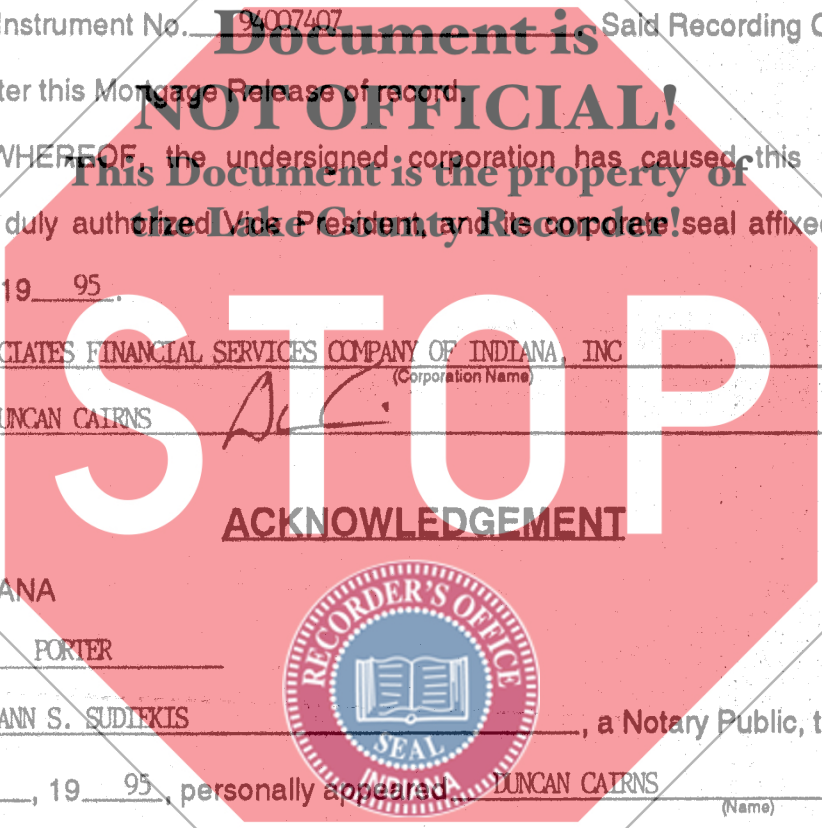 Instrument No. 94007407. Said Recording O
Document is
ter this Mortgage Release of record.
NOT OFFICIAL!
WHEREOF, the undersigned corporation has caused this
This Document is the property of
duly authorized Vice President, and its corporate seal affixed
the Lake County Recorder!
19 95.
STOP
CIATES FINANCIAL SERVICES COMPANY OF INDIANA, INC
(Corporation Name)
UNCAN CAIRNS
ACKNOWLEDGEMENT
ANA
PORTER
RECORDER'S OFFICE
SEAL
INDIANA
ANN S. SUDIEKIS, a Notary Public, t
, 19 95, personally appeared DUNCAN CAIRNS
(Name)